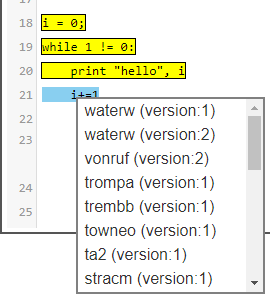 17
18 i = 0;
19 while 1 != 0:
20 print "hello", i
21 i+=1
22
23
24
25
waterw (version:1)
waterw (version:2)
vonruf (version:2)
trompa (version:1)
trembb (version:1)
towneo (version:1)
ta2 (version:1)
stracm (version:1)